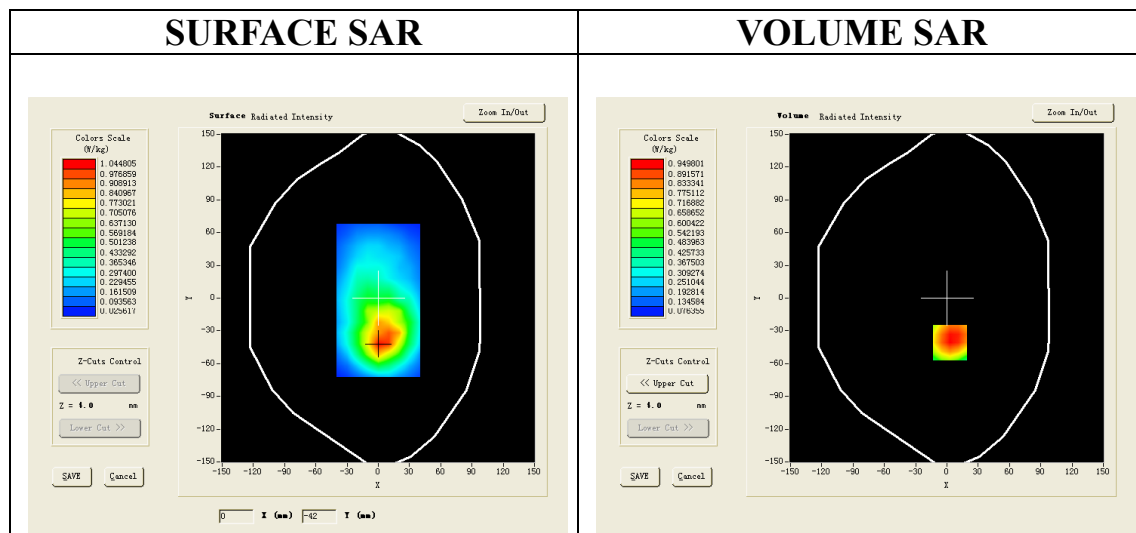 SURFACE SAR
VOLUME SAR
Surface Radiated Intensity
Zoom In/Out
Colors Scale
(W/kg)
1.044805
0.976859
0.908913
0.840967
0.773021
0.705076
0.637130
0.569184
0.501238
0.433292
0.365346
0.297400
0.229455
0.161509
0.093563
0.025617
150
120
90
60
30
0
-30
-60
-90
-120
-150
Y
-150 -120 -90 -60 -30 0 30 60 90 120 150
X
Z-Cuts Control
<< Upper Cut
Z = 4.0 mm
Lower Cut >>
SAVE Cancel
0 X (mm) -42 Y (mm)
Volume Radiated Intensity
Zoom In/Out
Colors Scale
(W/kg)
0.949801
0.891571
0.833341
0.775112
0.716882
0.658652
0.600422
0.542193
0.483963
0.425733
0.367503
0.309274
0.251044
0.192814
0.134584
0.076355
150
120
90
60
30
0
-30
-60
-90
-120
-150
Y
-150 -120 -90 -60 -30 0 30 60 90 120 150
X
Z-Cuts Control
<< Upper Cut
Z = 4.0 mm
Lower Cut >>
SAVE Cancel